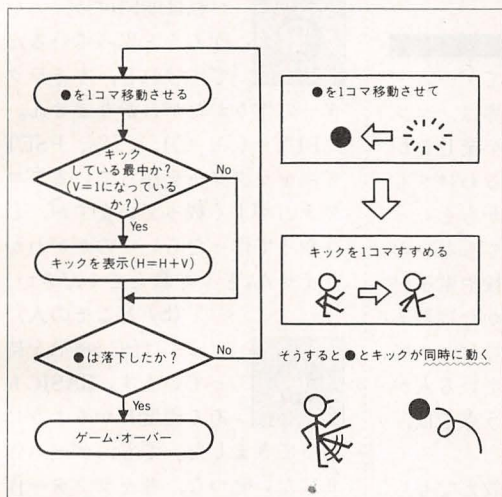 ●を1コマ移動させる
キック
している最中か?
(V=1になっている
か?)
No
Yes
キックを表示(H=H+V)
●は落下したか?
No
Yes
ゲーム・オーバー
●を1コマ移動させて
キックを1コマすすめる
そうすると●とキックが同時に動く